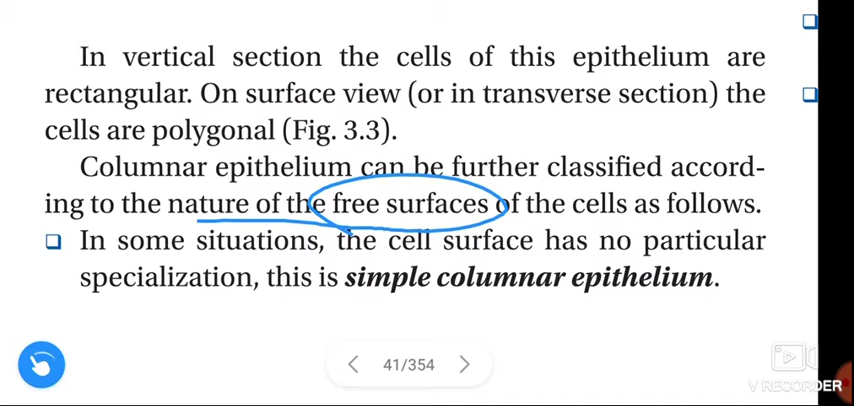 In vertical section the cells of this epithelium are
rectangular. On surface view (or in transverse section) the
cells are polygonal (Fig. 3.3).
Columnar epithelium can be further classified accord-
ing to the nature of the free surfaces of the cells as follows.
In some situations, the cell surface has no particular
specialization, this is simple columnar epithelium.
41/354
V RECORDER